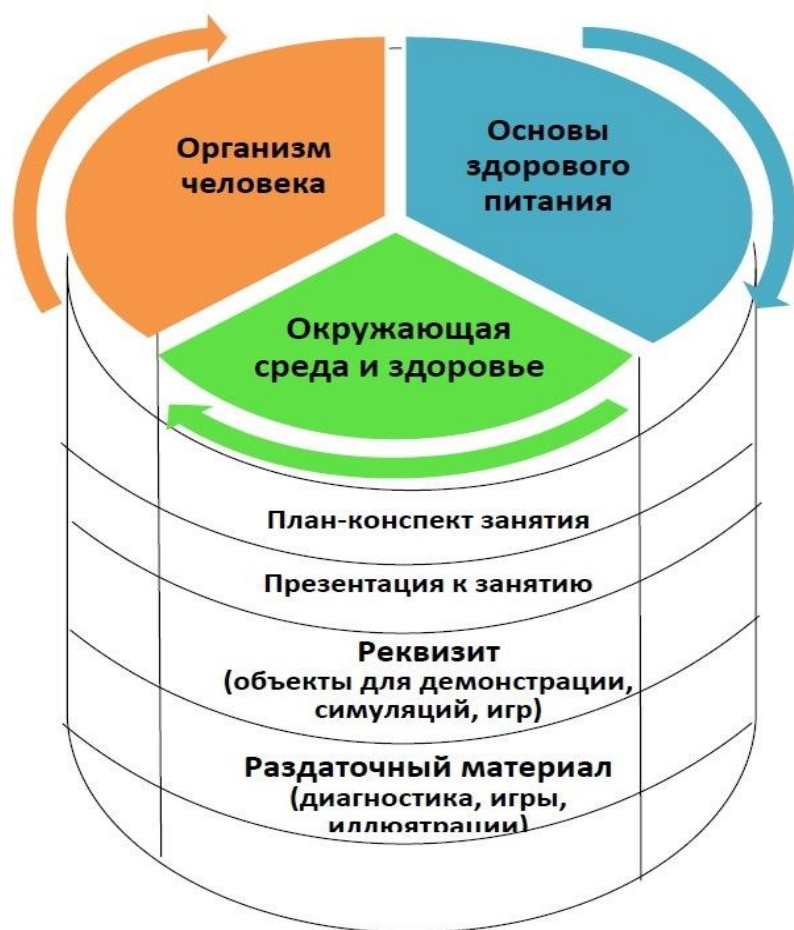 Организм
человека
Основы
здорового
питания
Окружающая
среда и здоровье
План-конспект занятия
Презентация к занятию
Реквизит
(объекты для демонстрации,
симуляций, игр)
Раздаточный материал
(диагностика, игры,
иллюятрации)